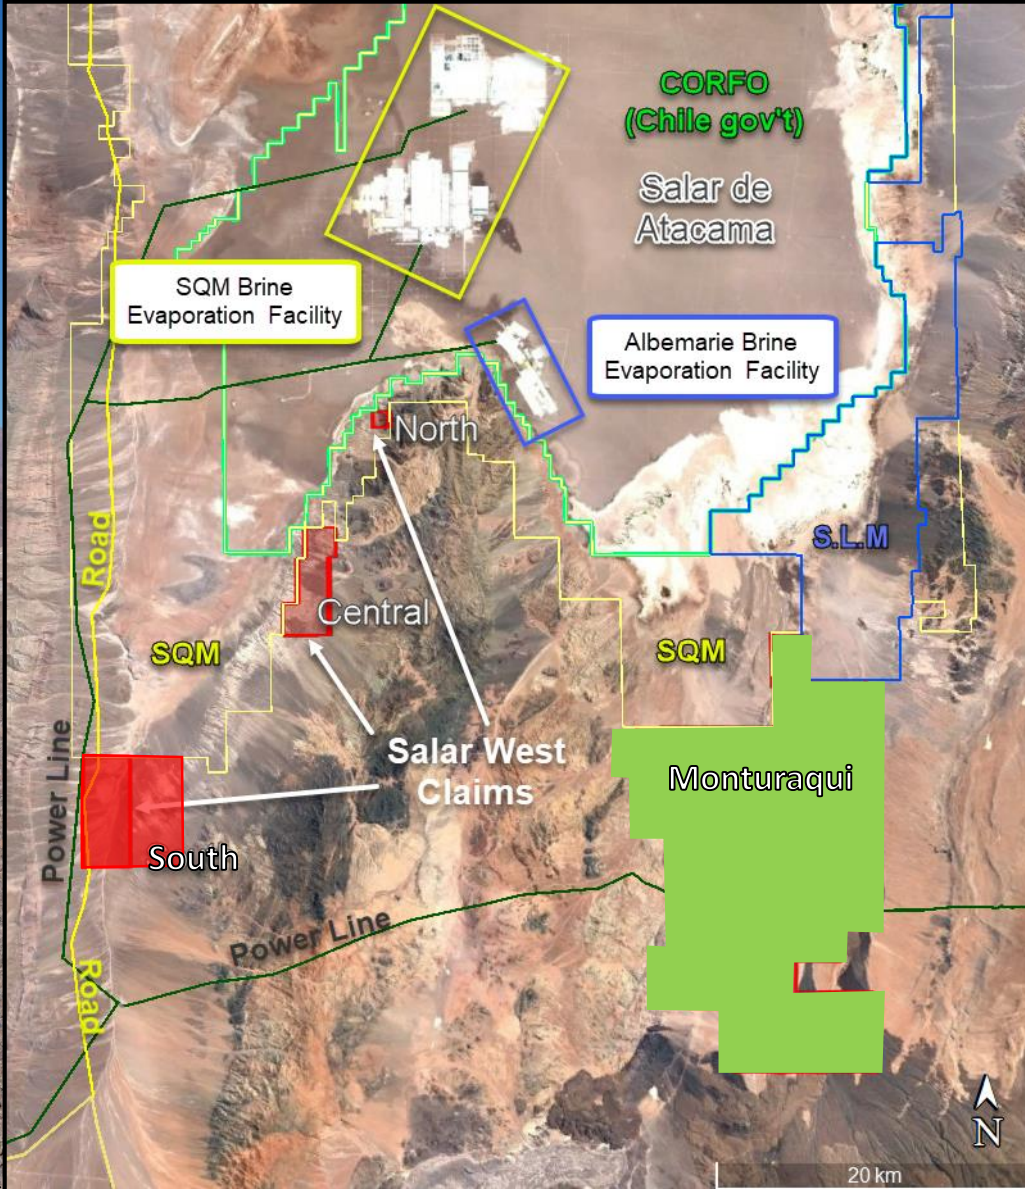 CORFO
(Chile gov't)
Salar de
Atacama
SQM Brine
Evaporation Facility
Albemarie Brine
Evaporation Facility
North
Road
S.L.M
Central
SQM
SQM
Power Line
Salar West
Claims
Monturaqui
South
Power Line
Road
N
20 km